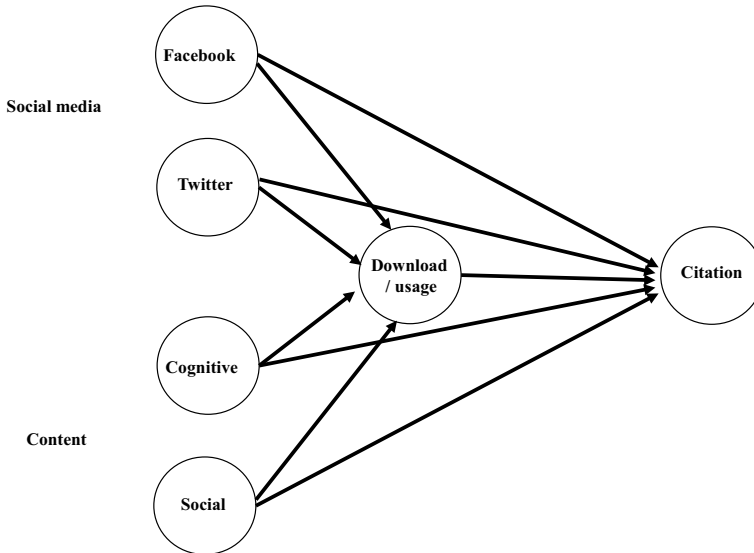 Facebook
Social media
Twitter
Download
/ usage
Citation
Cognitive
Content
Social